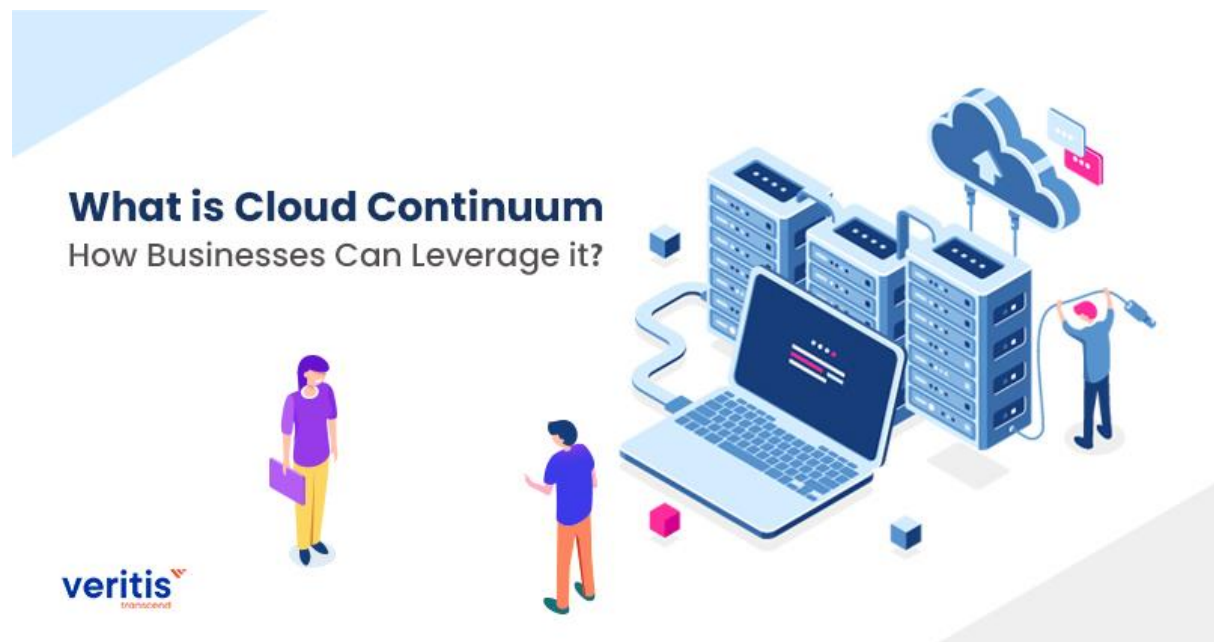 What is Cloud Continuum
How Businesses Can Leverage it?
veritis
transcend